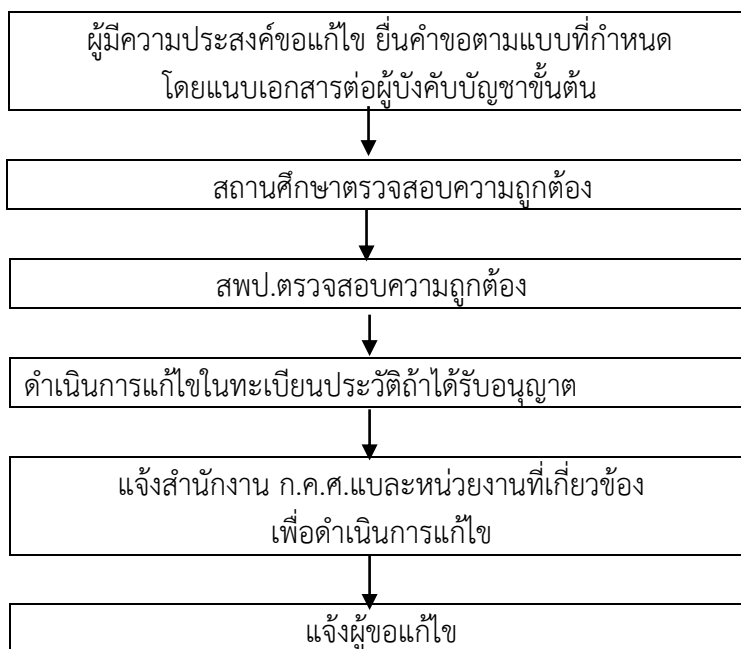 ผู้มีความประสงค์ขอแก้ไข ยื่นคำขอตามแบบที่กำหนด
โดยแนบเอกสารต่อผู้บังคับบัญชาขั้นต้น
สถานศึกษาตรวจสอบความถูกต้อง
สพป.ตรวจสอบความถูกต้อง
ดำเนินการแก้ไขในทะเบียนประวัติถ้าได้รับอนุญาต
แจ้งสำนักงาน ก.ค.ศ.แบละหน่วยงานที่เกี่ยวข้อง
เพื่อดำเนินการแก้ไข
แจ้งผู้ขอแก้ไข